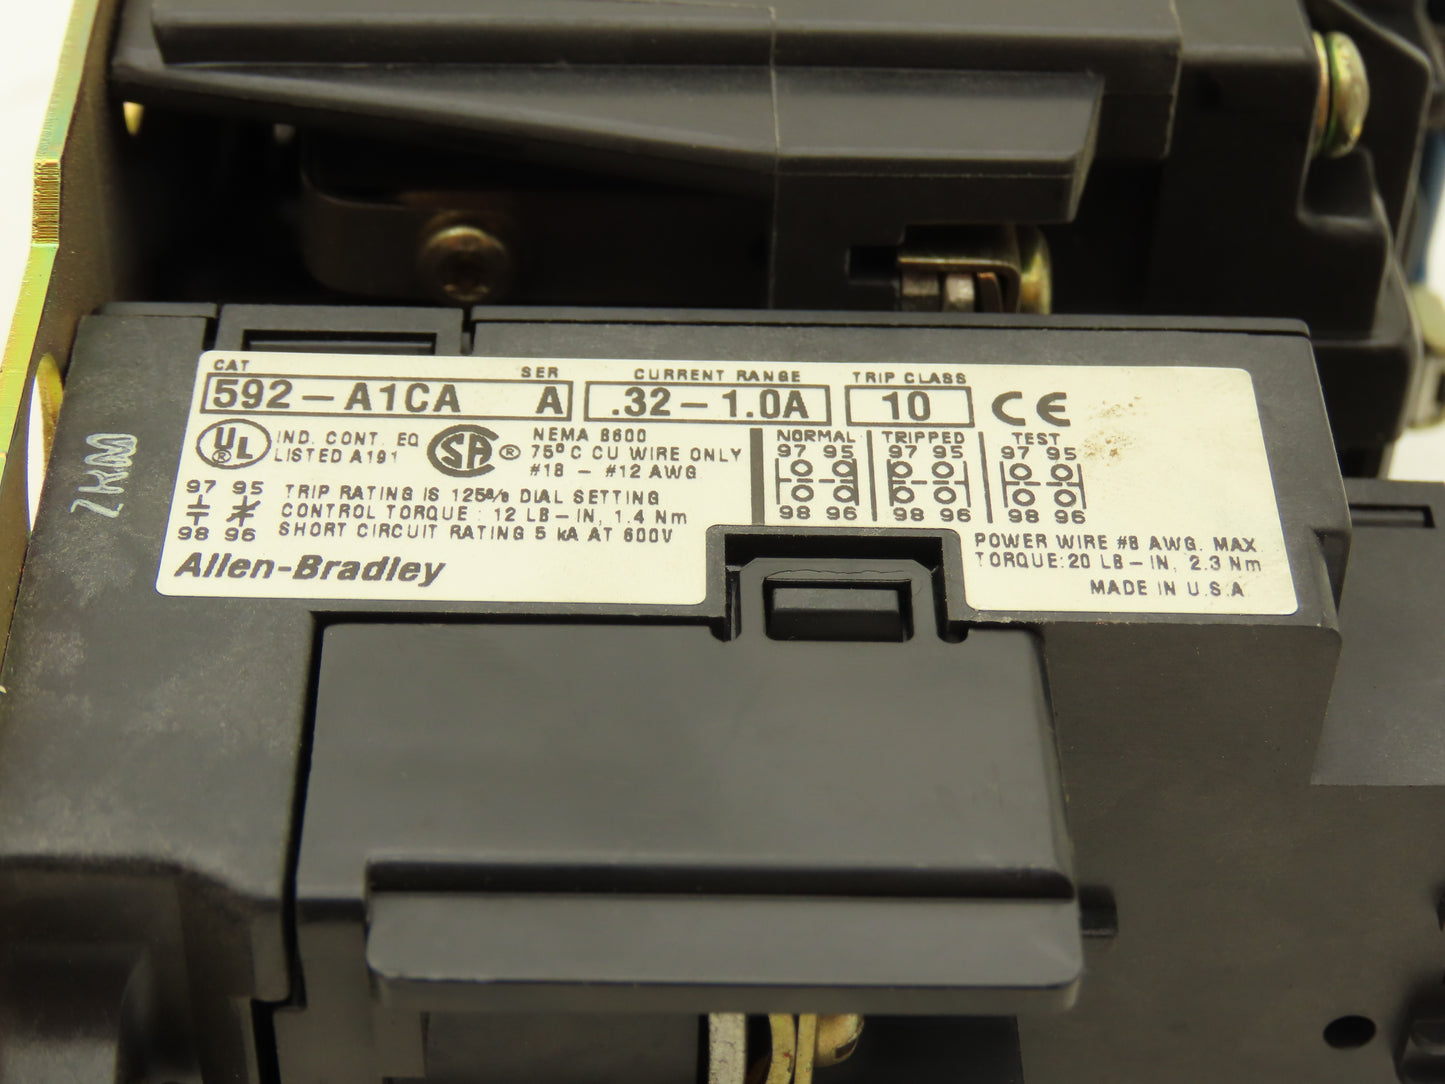 CAT SER CURRENT RANGE TRIP CLASS
592-A1CA A .32-1.0A 10 CE
UL ® IND. CONT. EQ LISTED A191
SA ® NEMA B600
75°C CU WIRE ONLY
#18 - #12 AWG
NORMAL TRIPPED TEST
97 95 97 95 97 95
98 96 98 96 98 96
97 95
98 96
TRIP RATING IS 125% DIAL SETTING
CONTROL TORQUE: 12 LB-IN, 1.4 Nm
SHORT CIRCUIT RATING 5 kA AT 600V
Allen-Bradley
POWER WIRE #8 AWG. MAX
TORQUE: 20 LB-IN, 2.3 Nm
MADE IN U.S.A